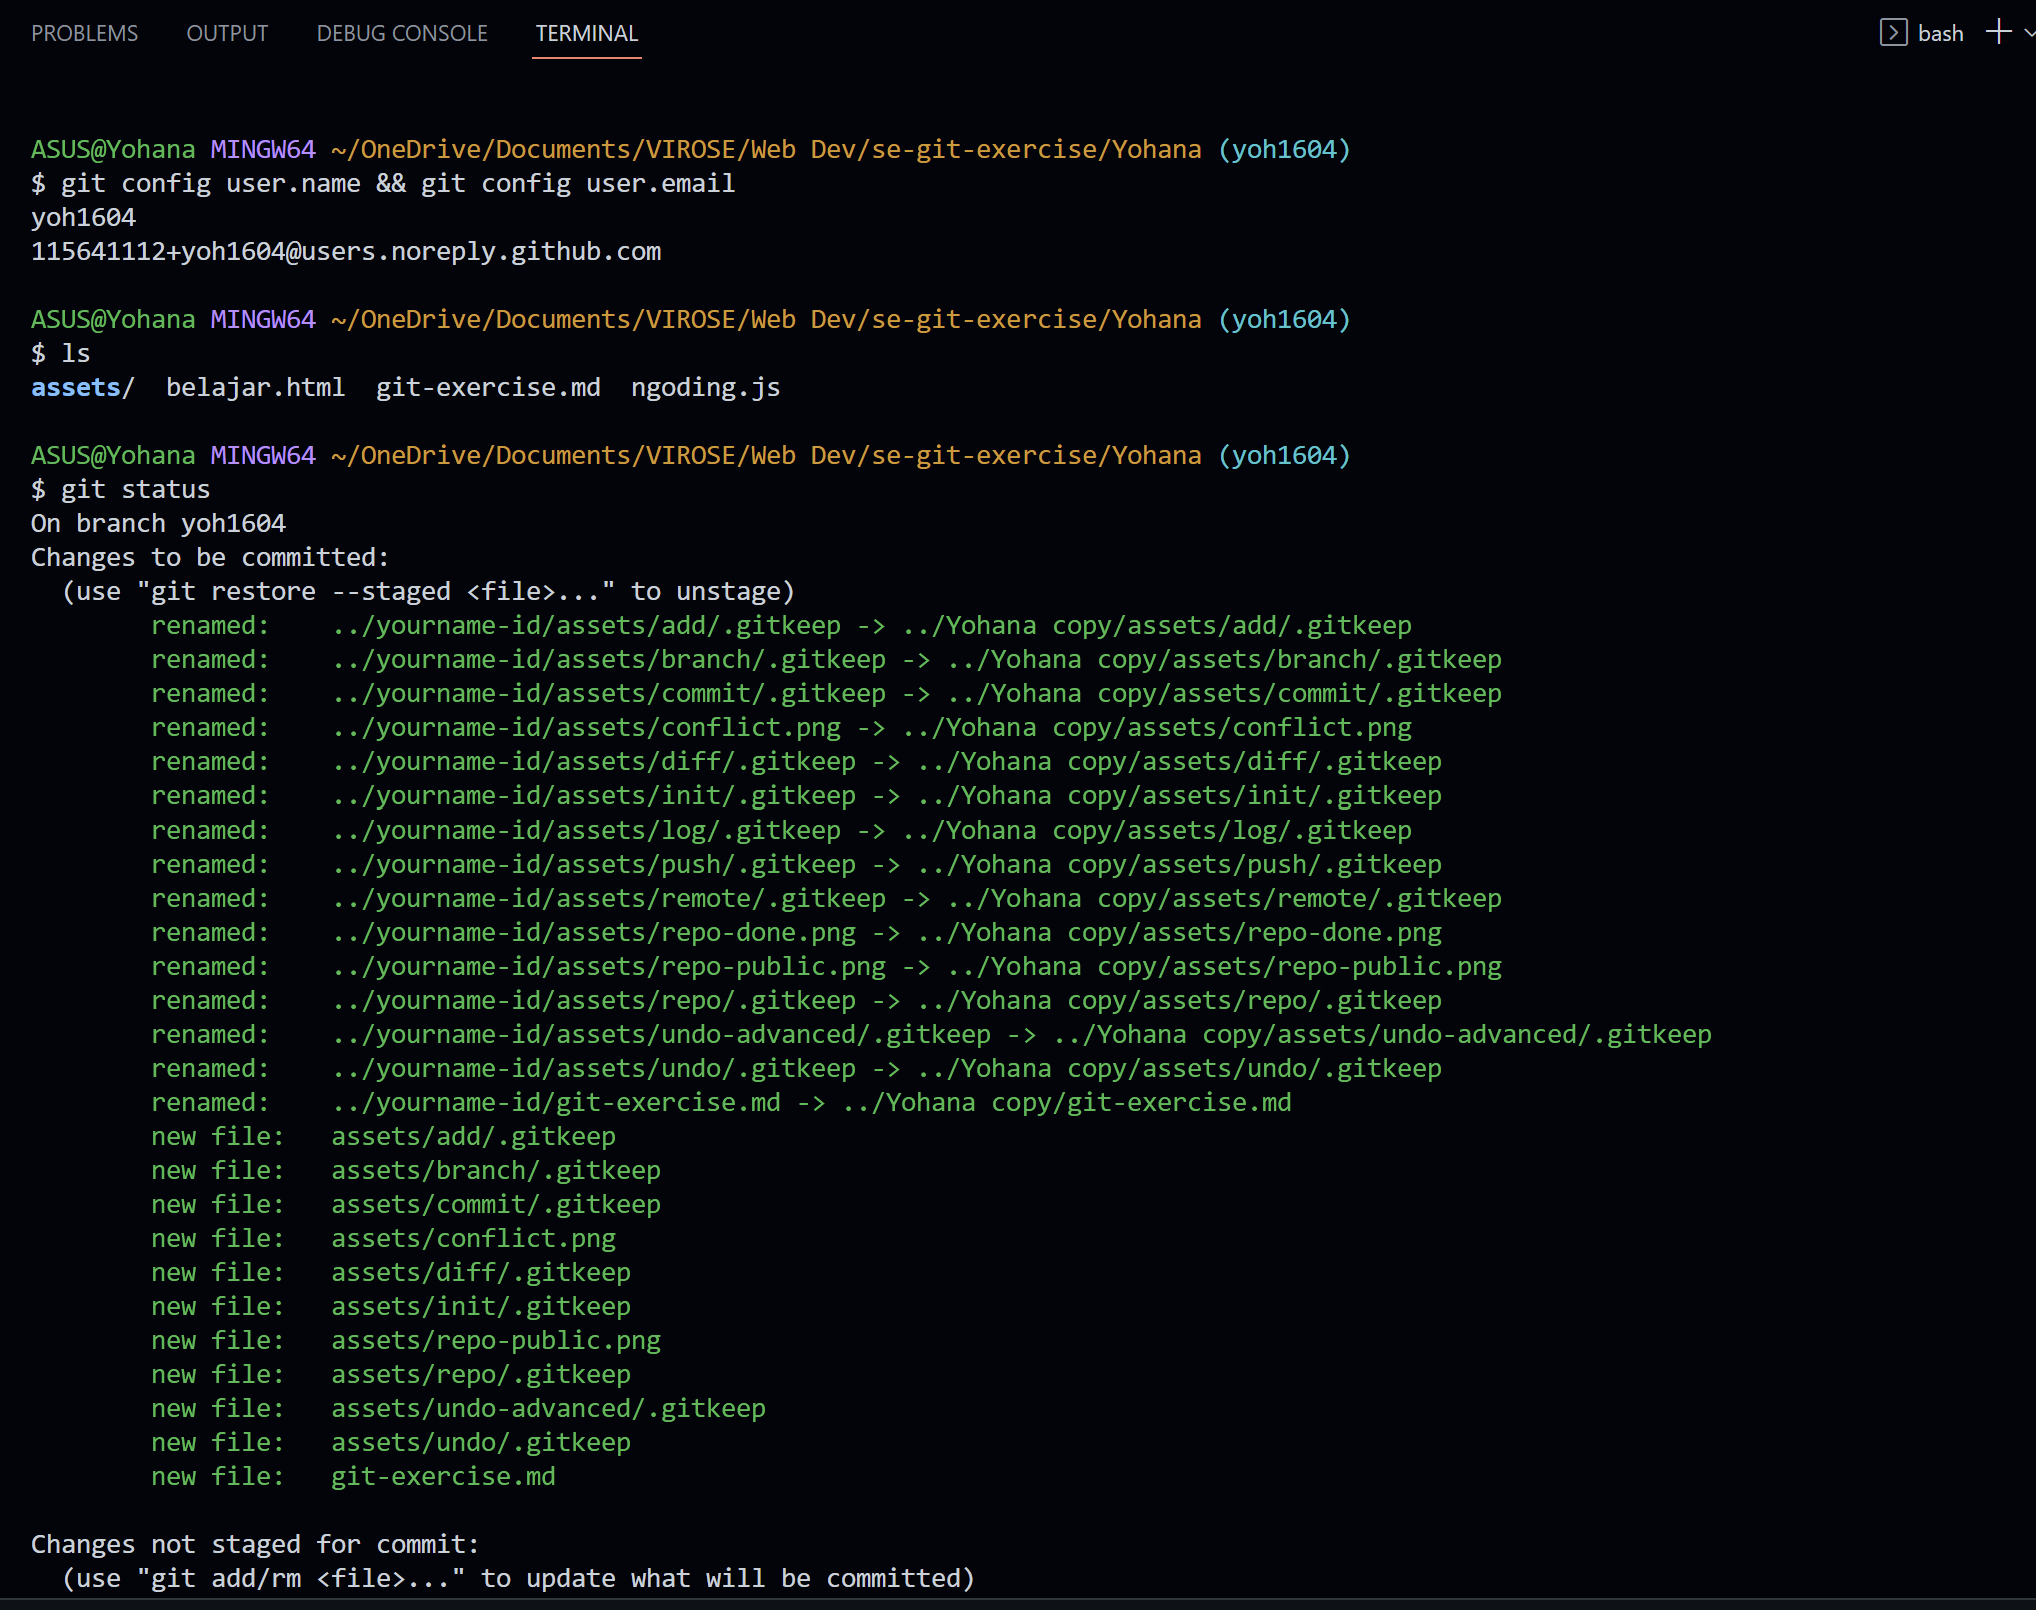 PROBLEMS OUTPUT DEBUG CONSOLE TERMINAL bash
ASUS@Yohana MINGW64 ~/OneDrive/Documents/VIROSE/Web Dev/se-git-exercise/Yohana (yoh1604)
$ git config user.name && git config user.email
yoh1604
115641112+yoh1604@users.noreply.github.com
ASUS@Yohana MINGW64 ~/OneDrive/Documents/VIROSE/Web Dev/se-git-exercise/Yohana (yoh1604)
$ ls
assets/  belajar.html  git-exercise.md  ngoding.js
ASUS@Yohana MINGW64 ~/OneDrive/Documents/VIROSE/Web Dev/se-git-exercise/Yohana (yoh1604)
$ git status
On branch yoh1604
Changes to be committed:
  (use "git restore --staged <file>..." to unstage)
        renamed:    ../yourname-id/assets/add/.gitkeep -> ../Yohana copy/assets/add/.gitkeep
        renamed:    ../yourname-id/assets/branch/.gitkeep -> ../Yohana copy/assets/branch/.gitkeep
        renamed:    ../yourname-id/assets/commit/.gitkeep -> ../Yohana copy/assets/commit/.gitkeep
        renamed:    ../yourname-id/assets/conflict.png -> ../Yohana copy/assets/conflict.png
        renamed:    ../yourname-id/assets/diff/.gitkeep -> ../Yohana copy/assets/diff/.gitkeep
        renamed:    ../yourname-id/assets/init/.gitkeep -> ../Yohana copy/assets/init/.gitkeep
        renamed:    ../yourname-id/assets/log/.gitkeep -> ../Yohana copy/assets/log/.gitkeep
        renamed:    ../yourname-id/assets/push/.gitkeep -> ../Yohana copy/assets/push/.gitkeep
        renamed:    ../yourname-id/assets/remote/.gitkeep -> ../Yohana copy/assets/remote/.gitkeep
        renamed:    ../yourname-id/assets/repo-done.png -> ../Yohana copy/assets/repo-done.png
        renamed:    ../yourname-id/assets/repo-public.png -> ../Yohana copy/assets/repo-public.png
        renamed:    ../yourname-id/assets/repo/.gitkeep -> ../Yohana copy/assets/repo/.gitkeep
        renamed:    ../yourname-id/assets/undo-advanced/.gitkeep -> ../Yohana copy/assets/undo-advanced/.gitkeep
        renamed:    ../yourname-id/assets/undo/.gitkeep -> ../Yohana copy/assets/undo/.gitkeep
        renamed:    ../yourname-id/git-exercise.md -> ../Yohana copy/git-exercise.md
        new file:   assets/add/.gitkeep
        new file:   assets/branch/.gitkeep
        new file:   assets/commit/.gitkeep
        new file:   assets/conflict.png
        new file:   assets/diff/.gitkeep
        new file:   assets/init/.gitkeep
        new file:   assets/repo-public.png
        new file:   assets/repo/.gitkeep
        new file:   assets/undo-advanced/.gitkeep
        new file:   assets/undo/.gitkeep
        new file:   git-exercise.md
Changes not staged for commit:
  (use "git add/rm <file>..." to update what will be committed)